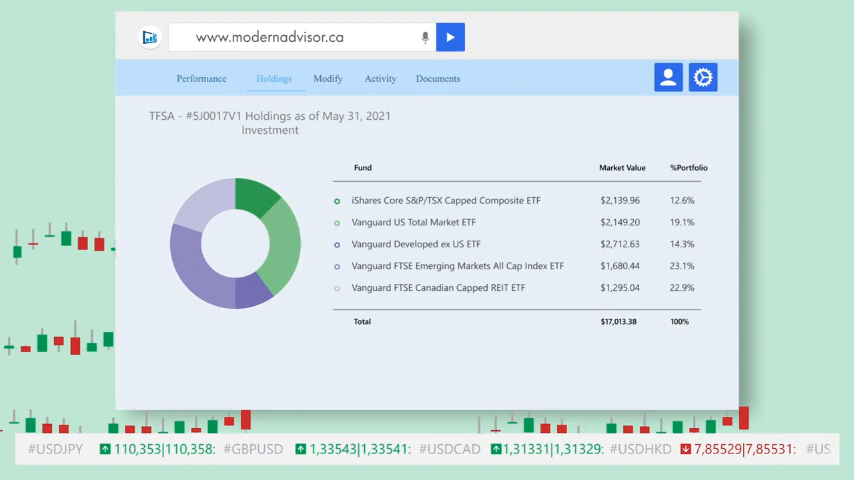 www.modernadvisor.ca
Performance Holdings Modify Activity Documents
TFSA - #5J0017V1 Holdings as of May 31, 2021
Investment
Fund Market Value %Portfolio
iShares Core S&P/TSX Capped Composite ETF $2,139.96 12.6%
Vanguard US Total Market ETF $2,149.20 19.1%
Vanguard Developed ex US ETF $2,712.63 14.3%
Vanguard FTSE Emerging Markets All Cap Index ETF $1,680.44 23.1%
Vanguard FTSE Canadian Capped REIT ETF $1,295.04 22.9%
Total $17,013.38 100%
#USDJPY 110,353|110,358: #GBPUSD 1,33543|1,33541: #USDCAD 1,31331|1,31329: #USDHKD 7,85529|7,85531: #US